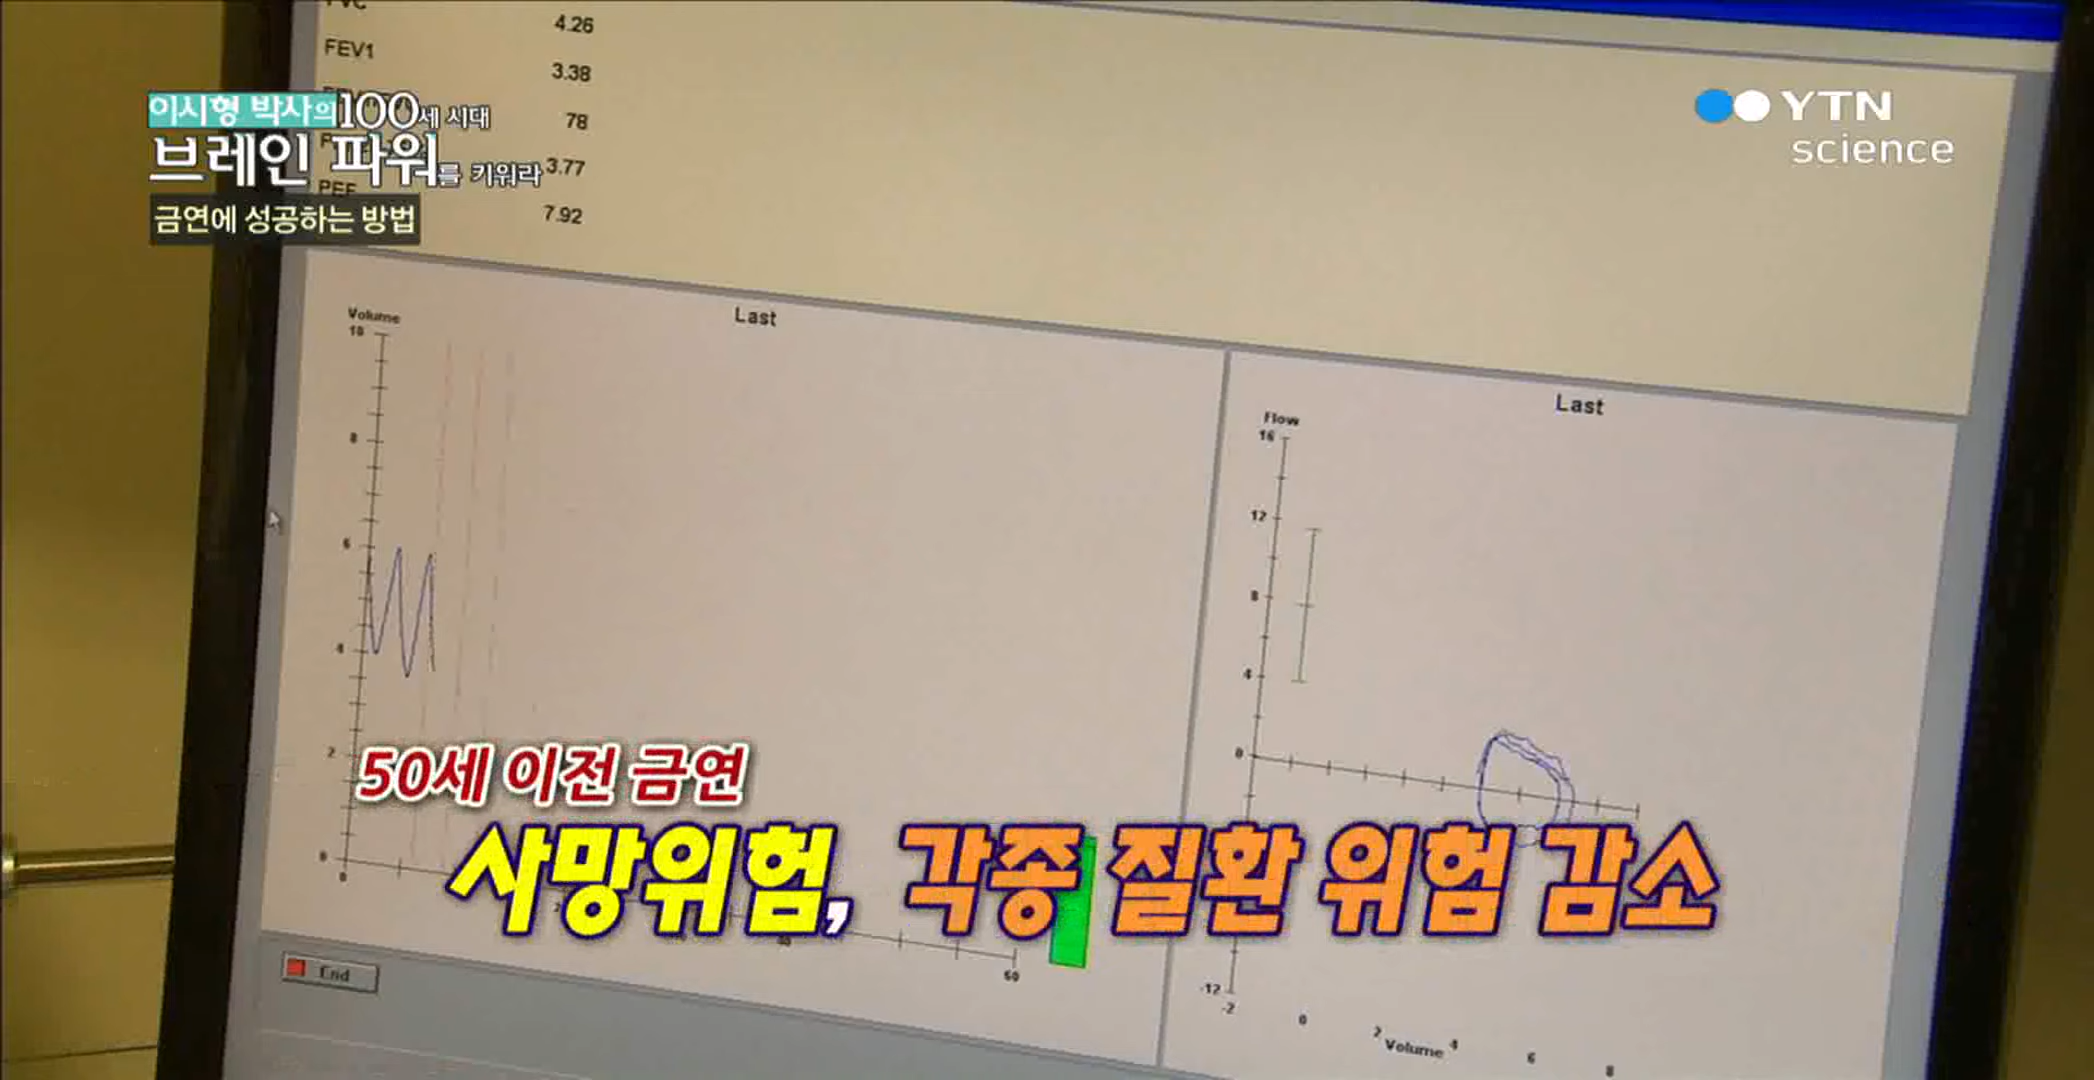 4.26
FEV1
3.38
78
3.77
PEF
7.92
이시형 박사의 100세 시대
브레인 파워를 키워라
금연에 성공하는 방법
YTN
science
Last
Volume
10
8
6
4
2
0
0
60
Last
Flow
16
12
8
4
0
-12
-2
0
2
4
6
8
Volume
50세 이전 금연
사망위험, 각종 질환 위험 감소
End